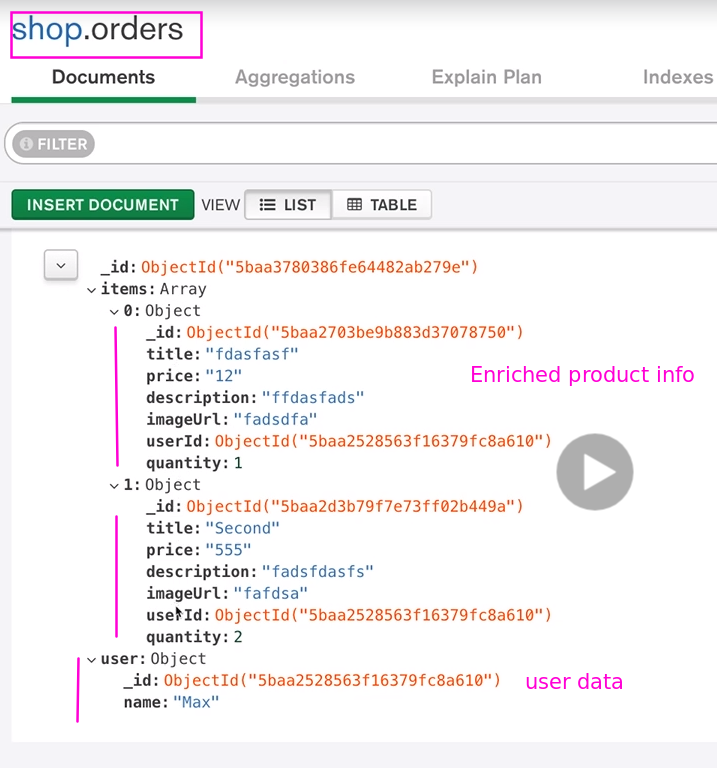 shop.orders
Documents Aggregations Explain Plan Indexes
FILTER
INSERT DOCUMENT VIEW LIST TABLE
_id: ObjectId("5baa3780386fe64482ab279e")
items: Array
0: Object
_id: ObjectId("5baa2703be9b883d37078750")
title: "fdasfasf"
price: "12"
Enriched product info
description: "ffdasfads"
imageUrl: "fadsdfa"
userId: ObjectId("5baa2528563f16379fc8a610")
quantity: 1
1: Object
_id: ObjectId("5baa2d3b79f7e73ff02b449a")
title: "Second"
price: "555"
description: "fadsfdasfs"
imageUrl: "fafdsa"
userId: ObjectId("5baa2528563f16379fc8a610")
quantity: 2
user: Object
_id: ObjectId("5baa2528563f16379fc8a610") user data
name: "Max"